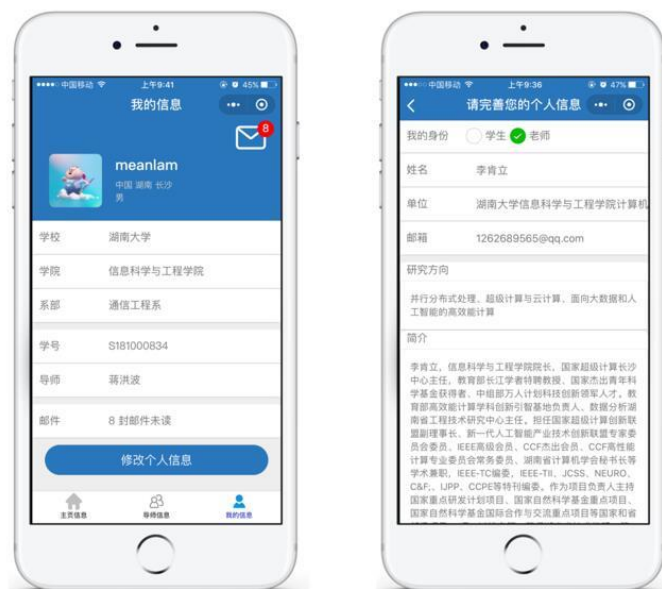 中国移动 上午9:41 45%
我的信息
8
meanlam
中国 湖南 长沙
男
学校 湖南大学
学院 信息科学与工程学院
系部 通信工程系
学号 S181000834
导师 蒋洪波
邮件 8 封邮件未读
修改个人信息
主页信息 导师信息 我的信息
中国移动 上午9:36 47%
请完善您的个人信息
我的身份 学生 老师
姓名 李肯立
单位 湖南大学信息科学与工程学院计算机
邮箱 1262689565@qq.com
研究方向
并行分布式处理、超级计算与云计算、面向大数据和人
工智能的高效能计算
简介
李肯立，信息科学与工程学院院长，国家超级计算长沙
中心主任，教育部长江学者特聘教授、国家杰出青年科
学基金获得者、中组部万人计划科技创新领军人才。教
育部高效能计算学科创新引智基地负责人、数据分析湖
南省工程技术研究中心主任。担任国家超级计算创新联
盟副理事长、新一代人工智能产业技术创新联盟专家委
员会委员、IEEE高级会员、CCF杰出会员、CCF高性能
计算专业委员会常务委员、湖南省计算机学会秘书长等
学术兼职，IEEE-TC编委，IEEE-TII、JCSS、NEURO、
C&F;、IJPP、CCPE等特刊编委。作为项目负责人主持
国家重点研发计划项目、国家自然科学基金重点项目、
国家自然科学基金国际合作与交流重点项目等国家和省